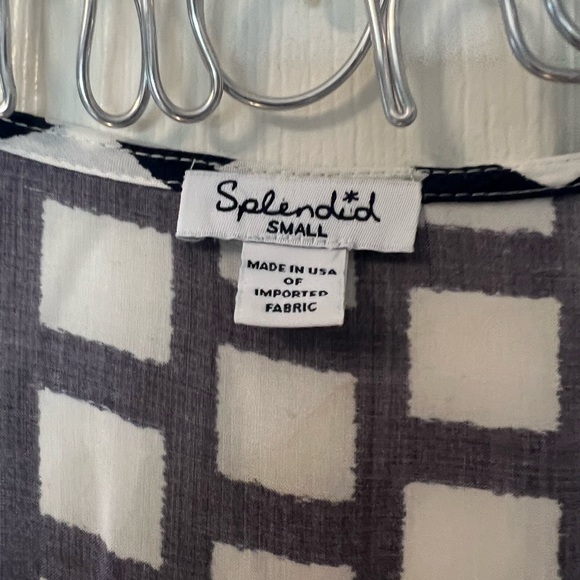 Splendid
SMALL
MADE IN USA
OF
IMPORTED
FABRIC